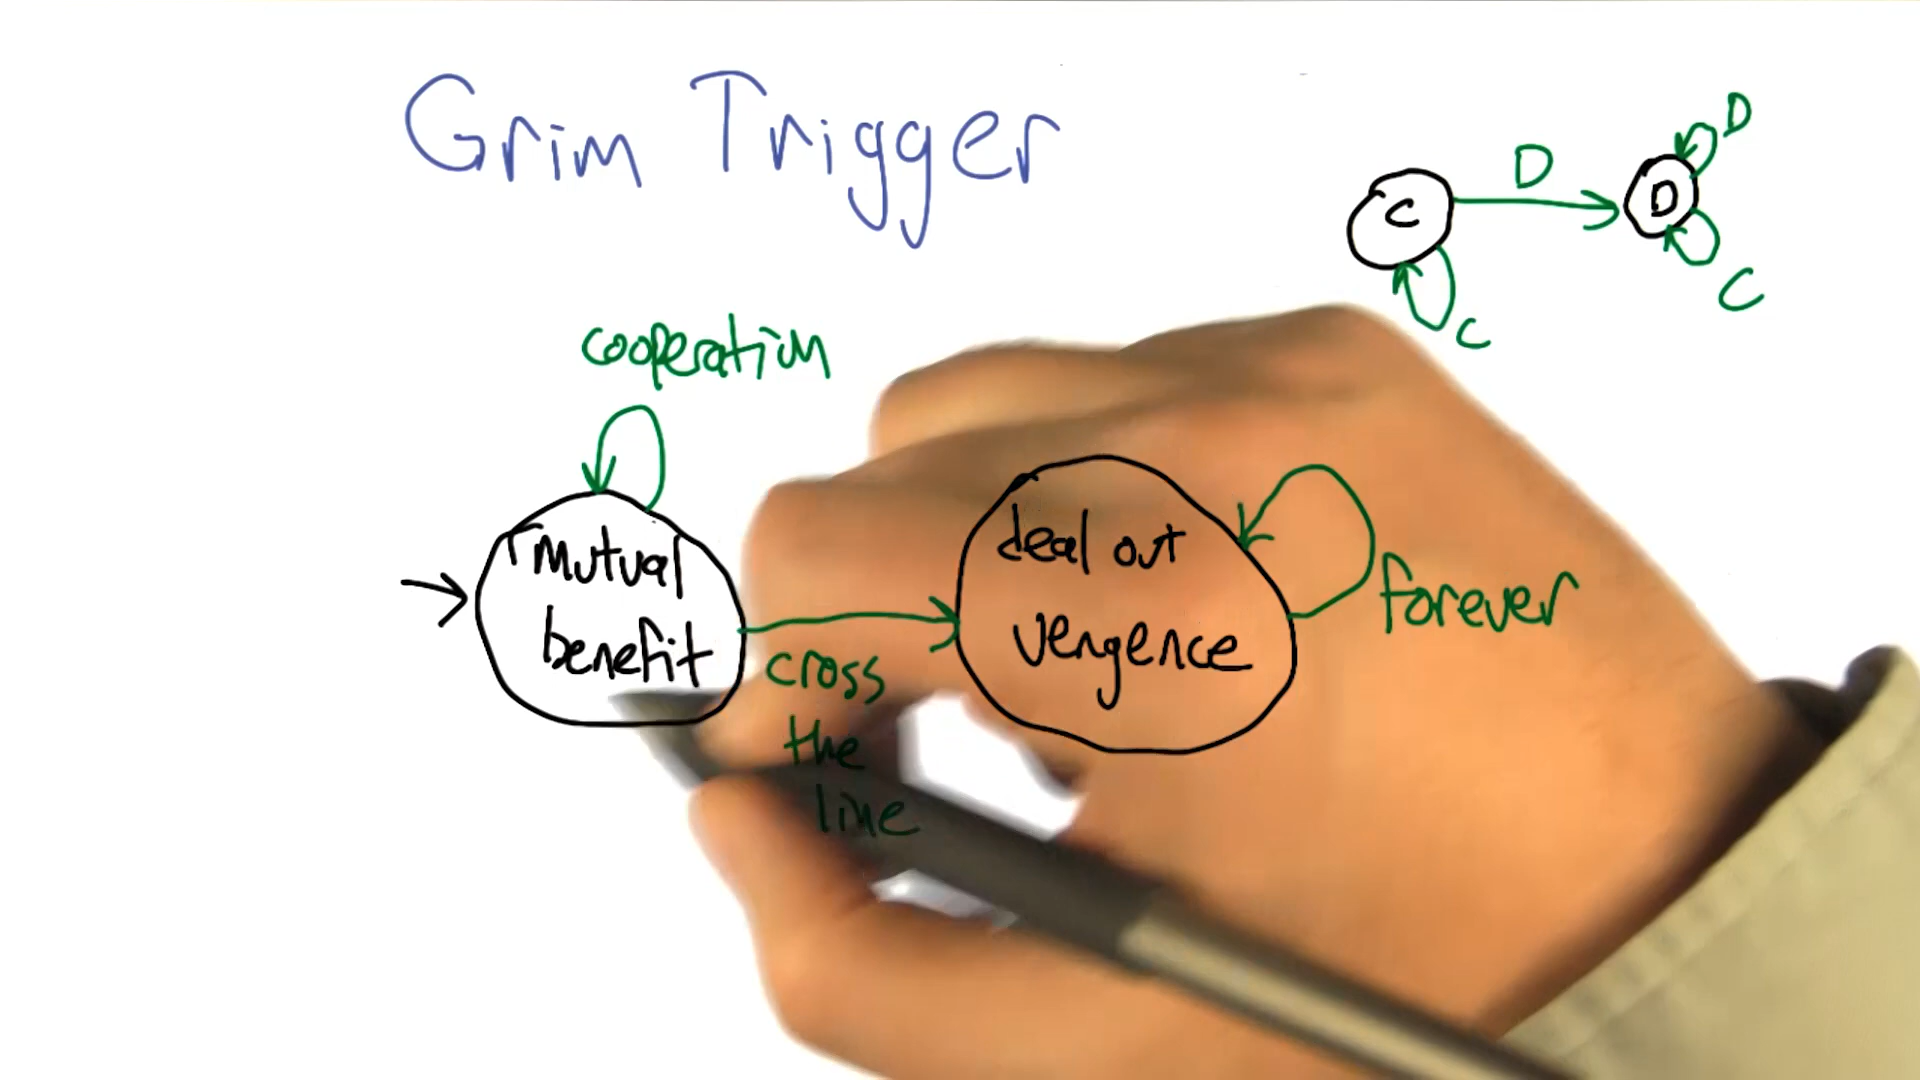 Grim Trigger
D
D
C
D
C
C
cooperation
mutual
benefit
cross
the
line
deal out
vengence
forever